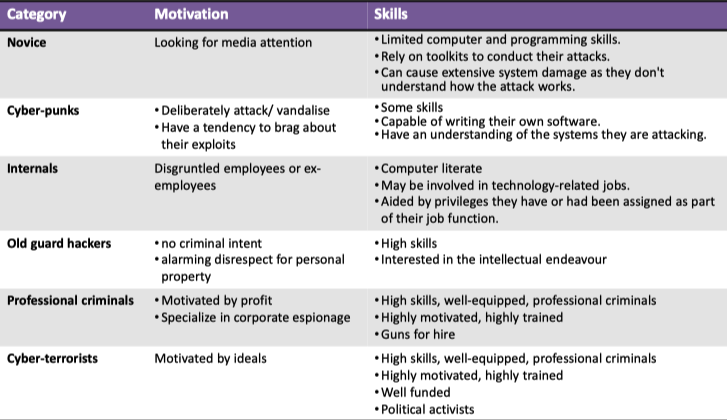 Category Motivation Skills
Novice Looking for media attention •Limited computer and programming skills.
•Rely on toolkits to conduct their attacks.
•Can cause extensive system damage as they don't
understand how the attack works.
Cyber-punks •Deliberately attack/ vandalise
•Have a tendency to brag about
their exploits
•Some skills
•Capable of writing their own software.
•Have an understanding of the systems they are attacking.
Internals Disgruntled employees or ex-
employees
•Computer literate
•May be involved in technology-related jobs.
•Aided by privileges they have or had been assigned as part
of their job function.
Old guard hackers •no criminal intent
•alarming disrespect for personal
property
•High skills
•Interested in the intellectual endeavour
Professional criminals •Motivated by profit
•Specialize in corporate espionage
•High skills, well-equipped, professional criminals
•Highly motivated, highly trained
•Guns for hire
Cyber-terrorists Motivated by ideals •High skills, well-equipped, professional criminals
•Highly motivated, highly trained
•Well funded
•Political activists